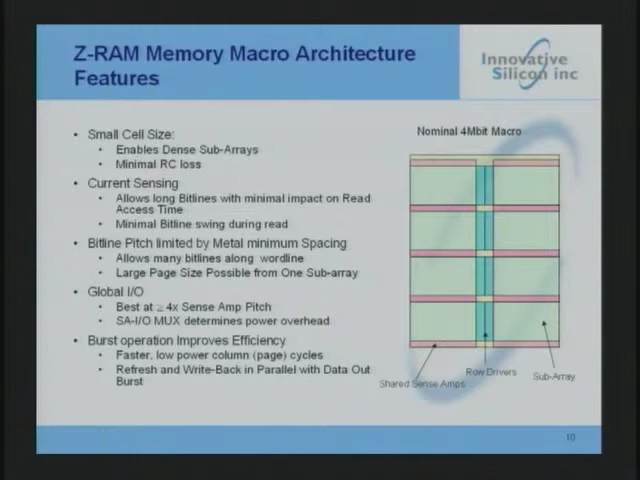 Z-RAM Memory Macro Architecture
Features
Innovative
Silicon inc
• Small Cell Size:
• Enables Dense Sub-Arrays
• Minimal RC loss
• Current Sensing
• Allows long Bitlines with minimal impact on Read
Access Time
• Minimal Bitline swing during read
• Bitline Pitch limited by Metal minimum Spacing
• Allows many bitlines along wordline
• Large Page Size Possible from One Sub-array
• Global I/O
• Best at ≥ 4x Sense Amp Pitch
• SA-I/O MUX determines power overhead
• Burst operation Improves Efficiency
• Faster, low power column (page) cycles
• Refresh and Write-Back in Parallel with Data Out
Burst
Nominal 4Mbit Macro
Shared Sense Amps
Row Drivers
Sub-Array
10